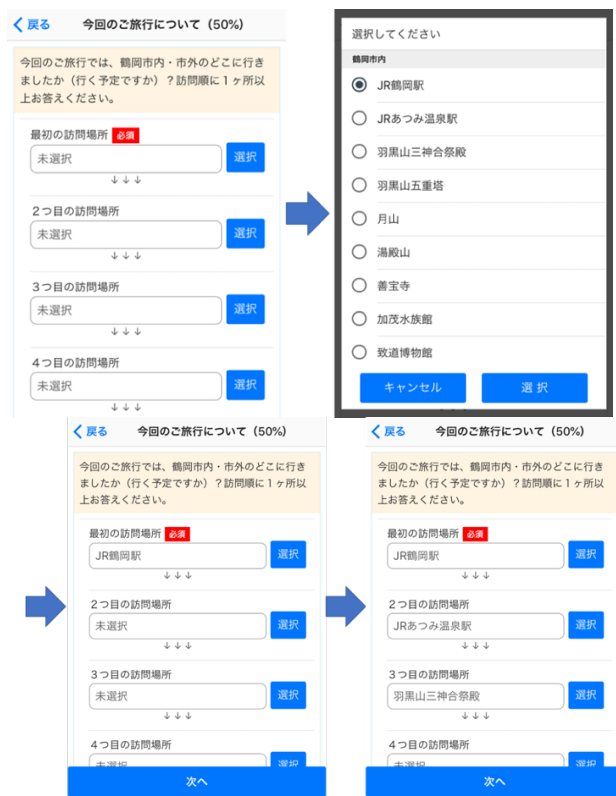 戻る 今回のご旅行について（50%）
今回のご旅行では、鶴岡市内・市外のどこに行き
ましたか（行く予定ですか）？訪問順に１ヶ所以
上お答えください。
最初の訪問場所 必須
未選択 選択
↓↓↓
２つ目の訪問場所
未選択 選択
↓↓↓
３つ目の訪問場所
未選択 選択
↓↓↓
４つ目の訪問場所
未選択 選択
↓↓↓
選択してください
鶴岡市内
JR鶴岡駅
JRあつみ温泉駅
羽黒山三神合祭殿
羽黒山五重塔
月山
湯殿山
善宝寺
加茂水族館
致道博物館
キャンセル 選択
戻る 今回のご旅行について（50%）
今回のご旅行では、鶴岡市内・市外のどこに行き
ましたか（行く予定ですか）？訪問順に１ヶ所以
上お答えください。
最初の訪問場所 必須
JR鶴岡駅 選択
↓↓↓
２つ目の訪問場所
未選択 選択
↓↓↓
３つ目の訪問場所
未選択 選択
↓↓↓
４つ目の訪問場所
未選択 選択
次へ
戻る 今回のご旅行について（50%）
今回のご旅行では、鶴岡市内・市外のどこに行き
ましたか（行く予定ですか）？訪問順に１ヶ所以
上お答えください。
最初の訪問場所 必須
JR鶴岡駅 選択
↓↓↓
２つ目の訪問場所
JRあつみ温泉駅 選択
↓↓↓
３つ目の訪問場所
羽黒山三神合祭殿 選択
↓↓↓
４つ目の訪問場所
未選択 選択
次へ